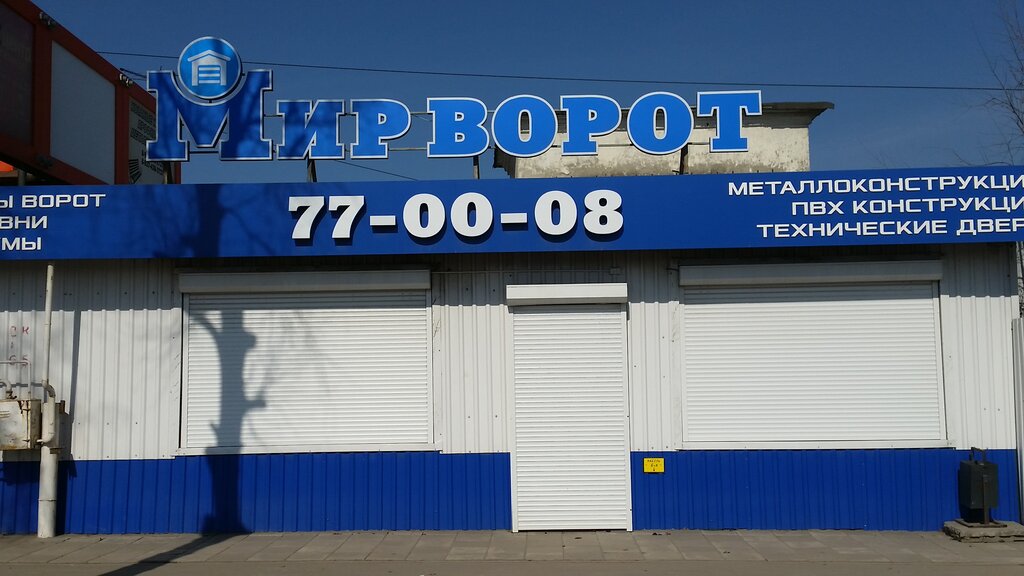 Мир ворот
77-00-08
Ы ВОРОТ
ВНИ
МЫ
МЕТАЛЛОКОНСТРУКЦИ
ПВХ КОНСТРУКЦИ
ТЕХНИЧЕСКИЕ ДВЕР